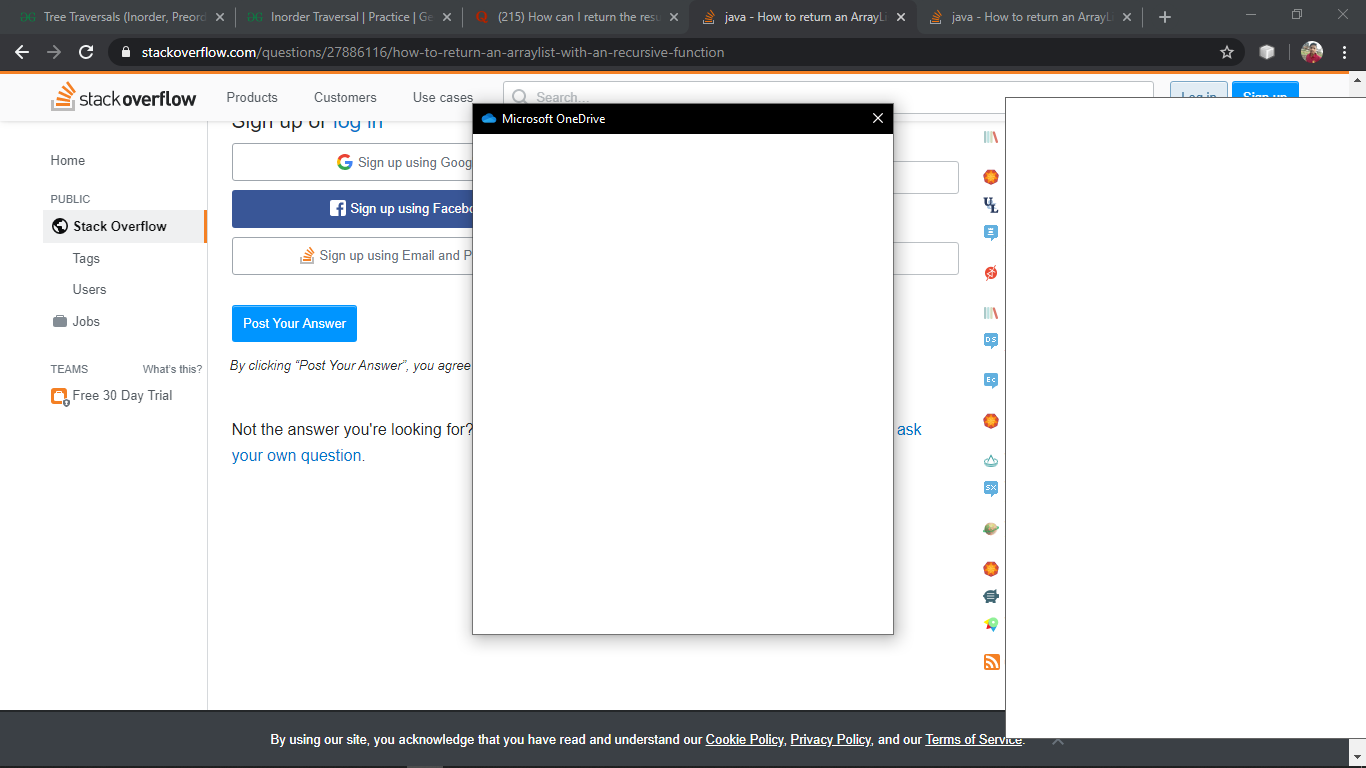 Tree Traversals (Inorder, Preord
Inorder Traversal | Practice | Ge
(215) How can I return the resu
java - How to return an ArrayLi
java - How to return an ArrayLi
stackoverflow.com/questions/27886116/how-to-return-an-arraylist-with-an-recursive-function
stackoverflow
Products
Customers
Use cases
Search...
Log in
Sign up
Microsoft OneDrive
Sign up or log in
Sign up using Goog
Sign up using Facebo
Sign up using Email and P
Home
PUBLIC
Stack Overflow
Tags
Users
Jobs
TEAMS
What's this?
Free 30 Day Trial
Post Your Answer
By clicking “Post Your Answer”, you agree
Not the answer you're looking for? ask
your own question.
By using our site, you acknowledge that you have read and understand our Cookie Policy, Privacy Policy, and our Terms of Service.